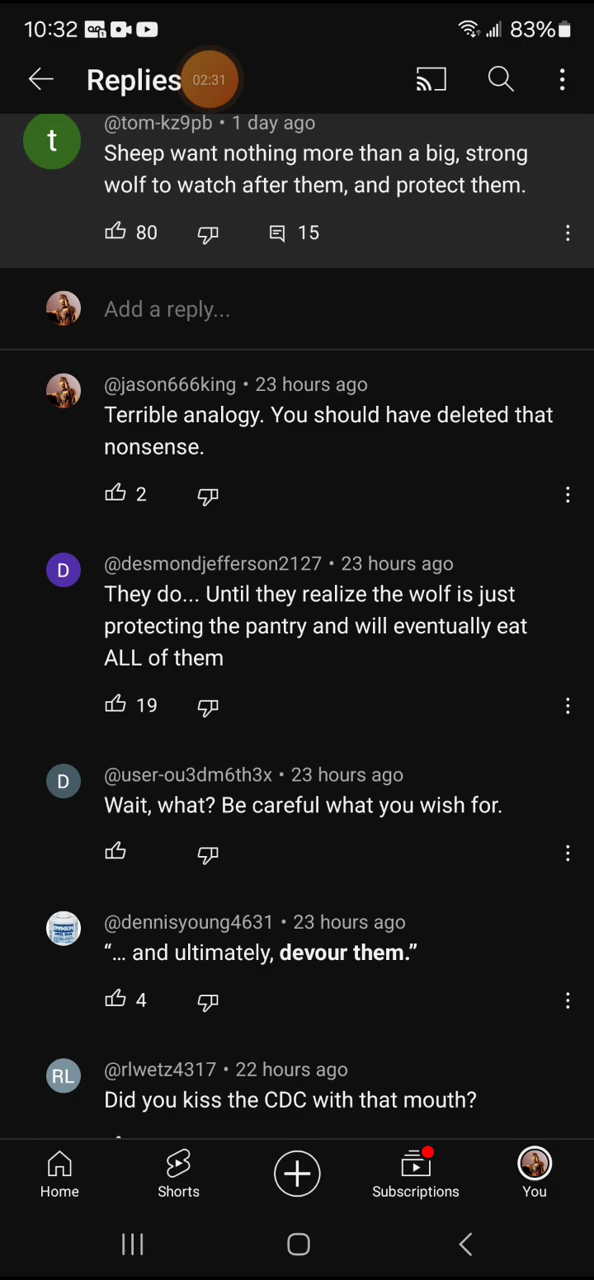 10:32 83%
Replies 02:31
t @tom-kz9pb • 1 day ago
Sheep want nothing more than a big, strong
wolf to watch after them, and protect them.
80 15
Add a reply...
@jason666king • 23 hours ago
Terrible analogy. You should have deleted that
nonsense.
2
D @desmondjefferson2127 • 23 hours ago
They do... Until they realize the wolf is just
protecting the pantry and will eventually eat
ALL of them
19
D @user-ou3dm6th3x • 23 hours ago
Wait, what? Be careful what you wish for.
@dennisyoung4631 • 23 hours ago
“... and ultimately, devour them.”
4
RL @rlwetz4317 • 22 hours ago
Did you kiss the CDC with that mouth?
Home Shorts Subscriptions You